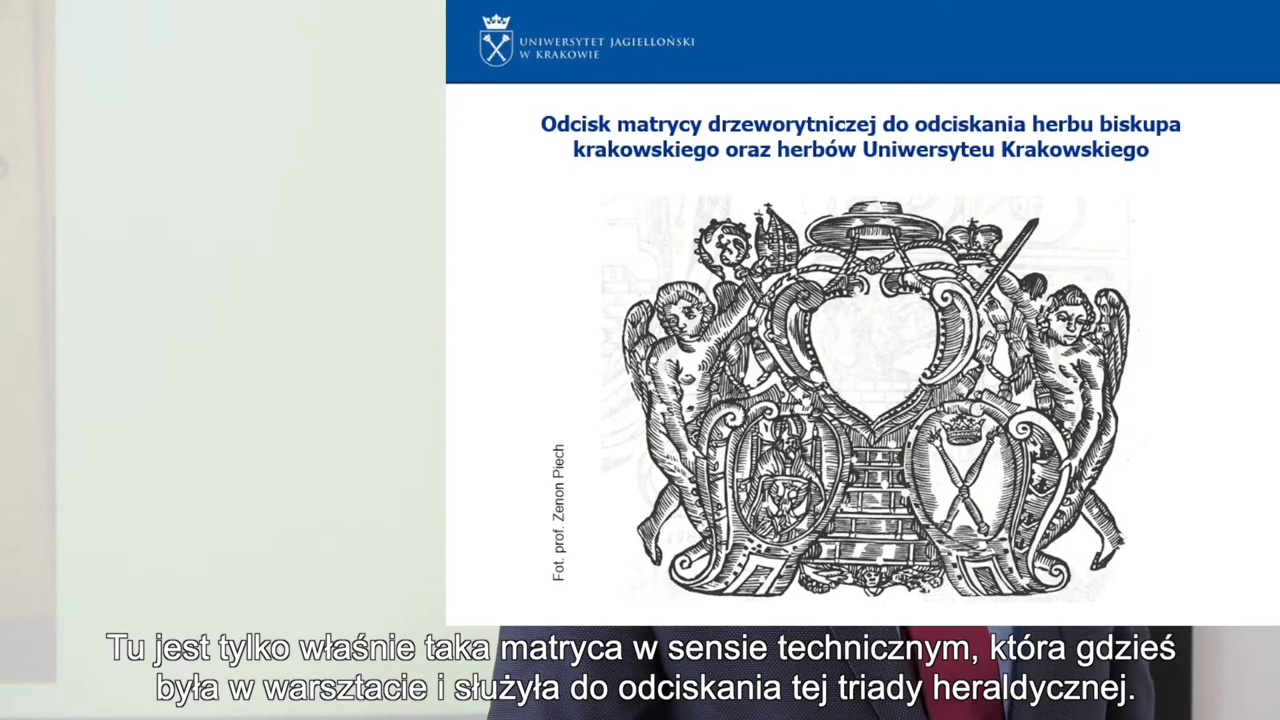 UNIWERSYTET JAGIELLOŃSKI
W KRAKOWIE
Odcisk matrycy drzeworytniczej do odciskania herbu biskupa
krakowskiego oraz herbów Uniwersyteu Krakowskiego
Fot. prof. Zenon Piech
Tu jest tylko właśnie taka matryca w sensie technicznym, która gdzieś
była w warsztacie i służyła do odciskania tej triady heraldycznej.